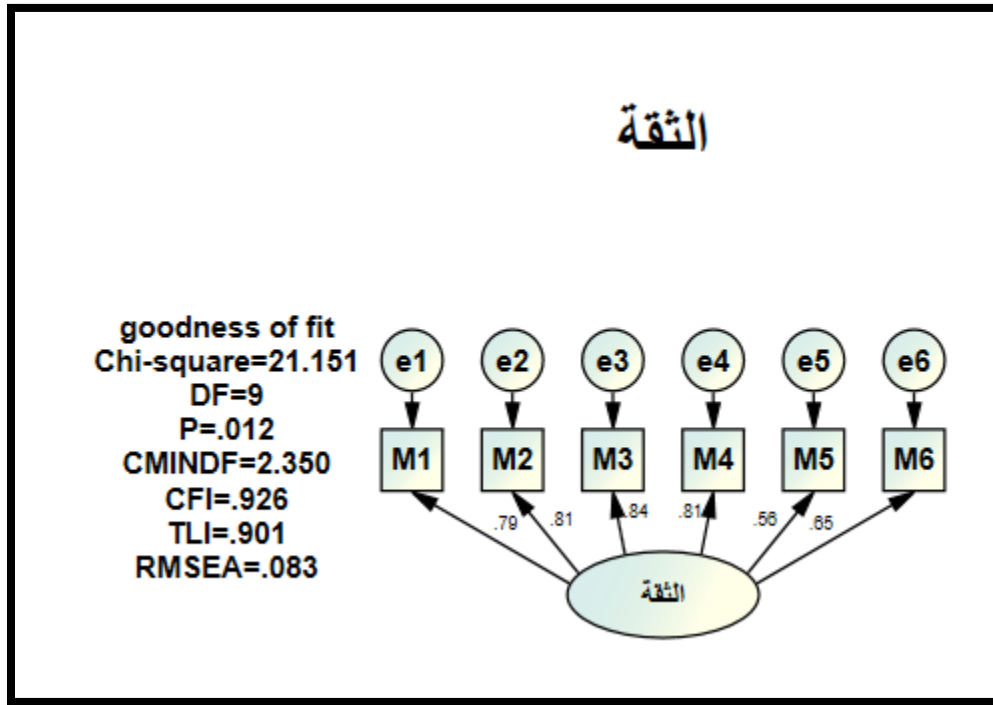 الثقة
goodness of fit
Chi-square=21.151
DF=9
P=.012
CMINDF=2.350
CFI=.926
TLI=.901
RMSEA=.083
e1 e2 e3 e4 e5 e6
M1 M2 M3 M4 M5 M6
.79 .81 .84 .81 .56 .65
الثقة